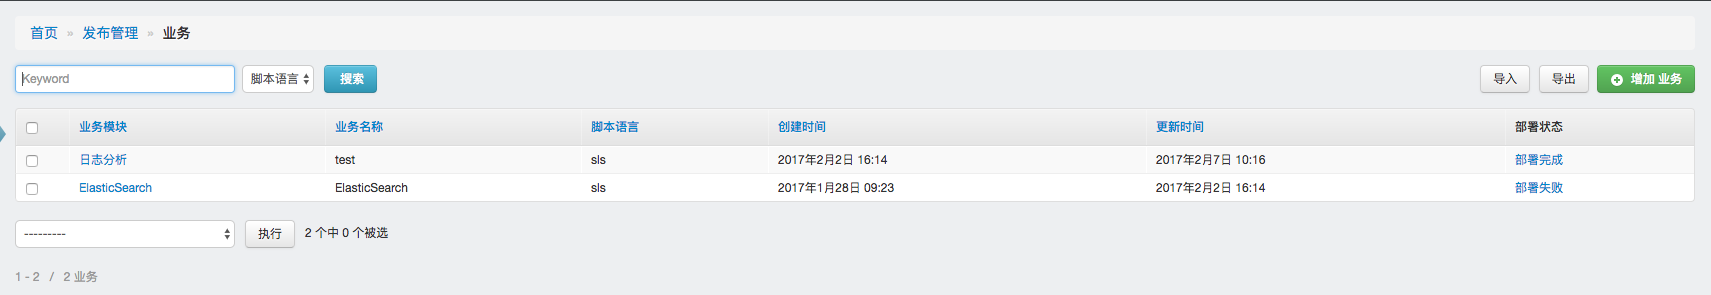 首页 » 发布管理 » 业务
Keyword 脚本语言 搜索 导入 导出 增加 业务
业务模块 业务名称 脚本语言 创建时间 更新时间 部署状态
日志分析 test sls 2017年2月2日 16:14 2017年2月7日 10:16 部署完成
ElasticSearch ElasticSearch sls 2017年1月28日 09:23 2017年2月2日 16:14 部署失败
--------- 执行 2 个中 0 个被选
1 - 2 / 2 业务